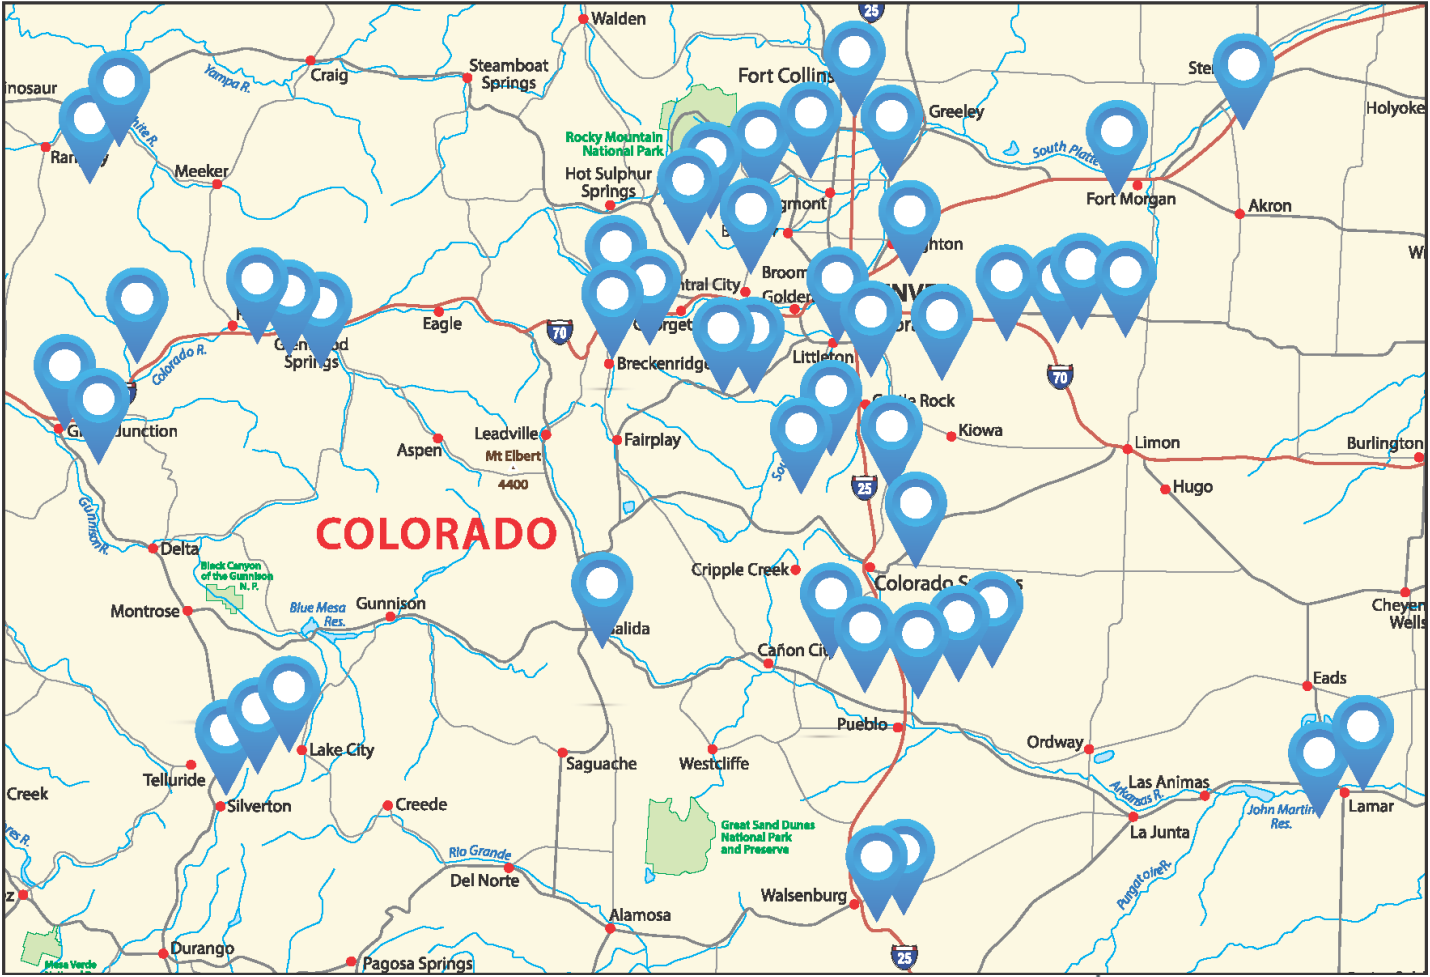 25
Walden
Craig
Steamboat
Springs
Yampa R.
Fort Collins
inosaur
Greeley
Holyoke
Rocky Mountain
National Park
South Platte
Meeker
Hot Sulphur
Springs
Fort Morgan
Akron
Eagle
70
Golden
Littleton
Colorado R.
Springs
Breckenridge
70
Leadville
Fairplay
Kiowa
Limon
Burlington
Aspen
Mt Elbert
4400
25
Hugo
Gunnison R.
COLORADO
Delta
Black Canyon
of the Gunnison
N. P.
Cripple Creek
Montrose
Blue Mesa
Res.
Gunnison
Cheyen
Wells
Eads
Pueblo
Ordway
Lake City
Telluride
Saguache
Westcliffe
Las Animas
Arkansas R.
Creek
Silverton
Creede
John Martin
Res.
Lamar
La Junta
Great Sand Dunes
National Park
and Preserve
Rio Grande
Del Norte
Purgatoire R.
Walsenburg
Alamosa
Durango
25
Mesa Verde
Pagosa Springs